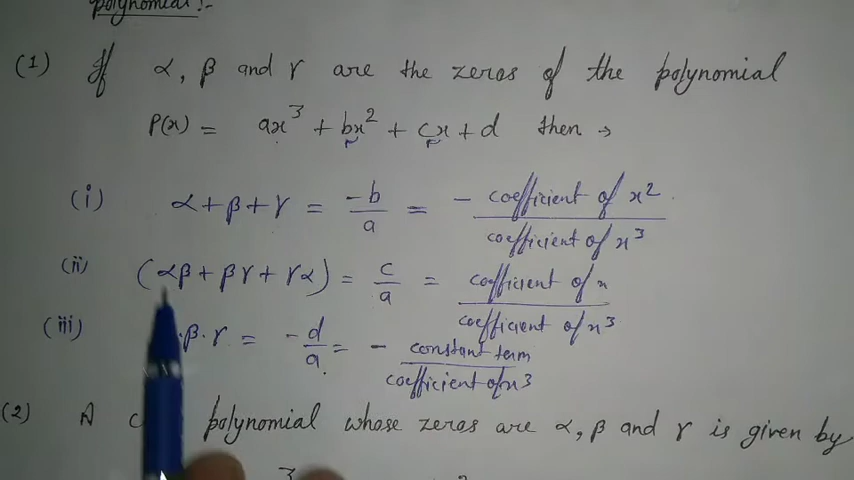 polynomial:-
(1) If α, β and γ are the zeros of the polynomial
P(x) = ax³ + bx² + cx + d then →
(i) α+β+γ = -b/a = - coefficient of x²/coefficient of x³
(ii) (αβ + βγ + γα) = c/a = coefficient of x/coefficient of x³
(iii) ·β·γ = -d/a = - constant term/coefficient of x³
(2) A polynomial whose zeros are α, β and γ is given by